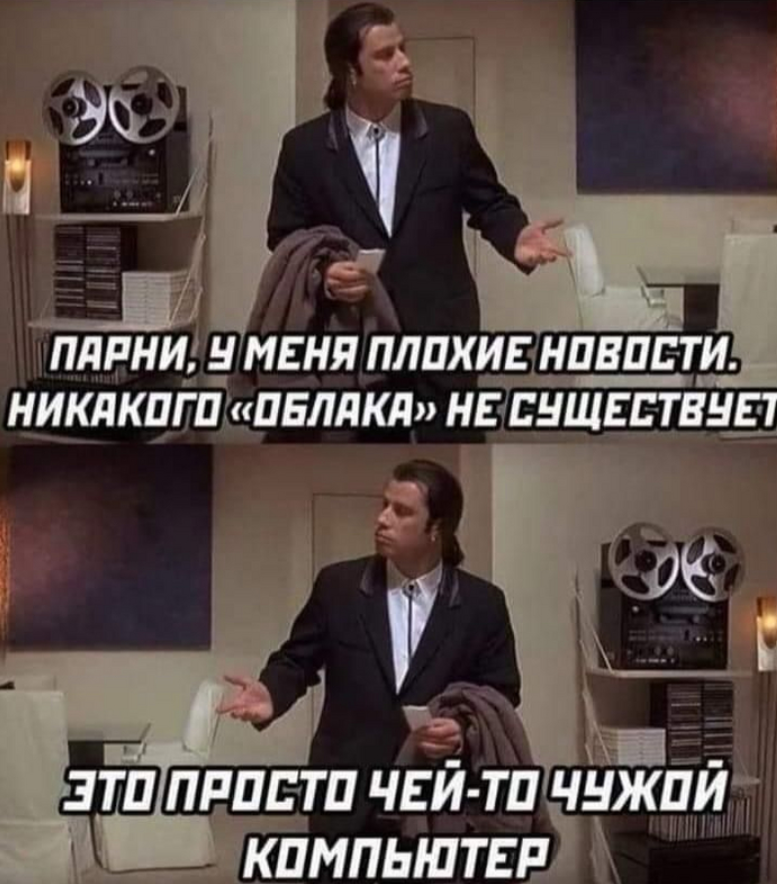 ПАРНИ, У МЕНЯ ПЛОХИЕ НОВОСТИ.
НИКАКОГО «ОБЛАКА» НЕ СУЩЕСТВУЕТ
ЭТО ПРОСТО ЧЕЙ-ТО ЧУЖОЙ
КОМПЬЮТЕР